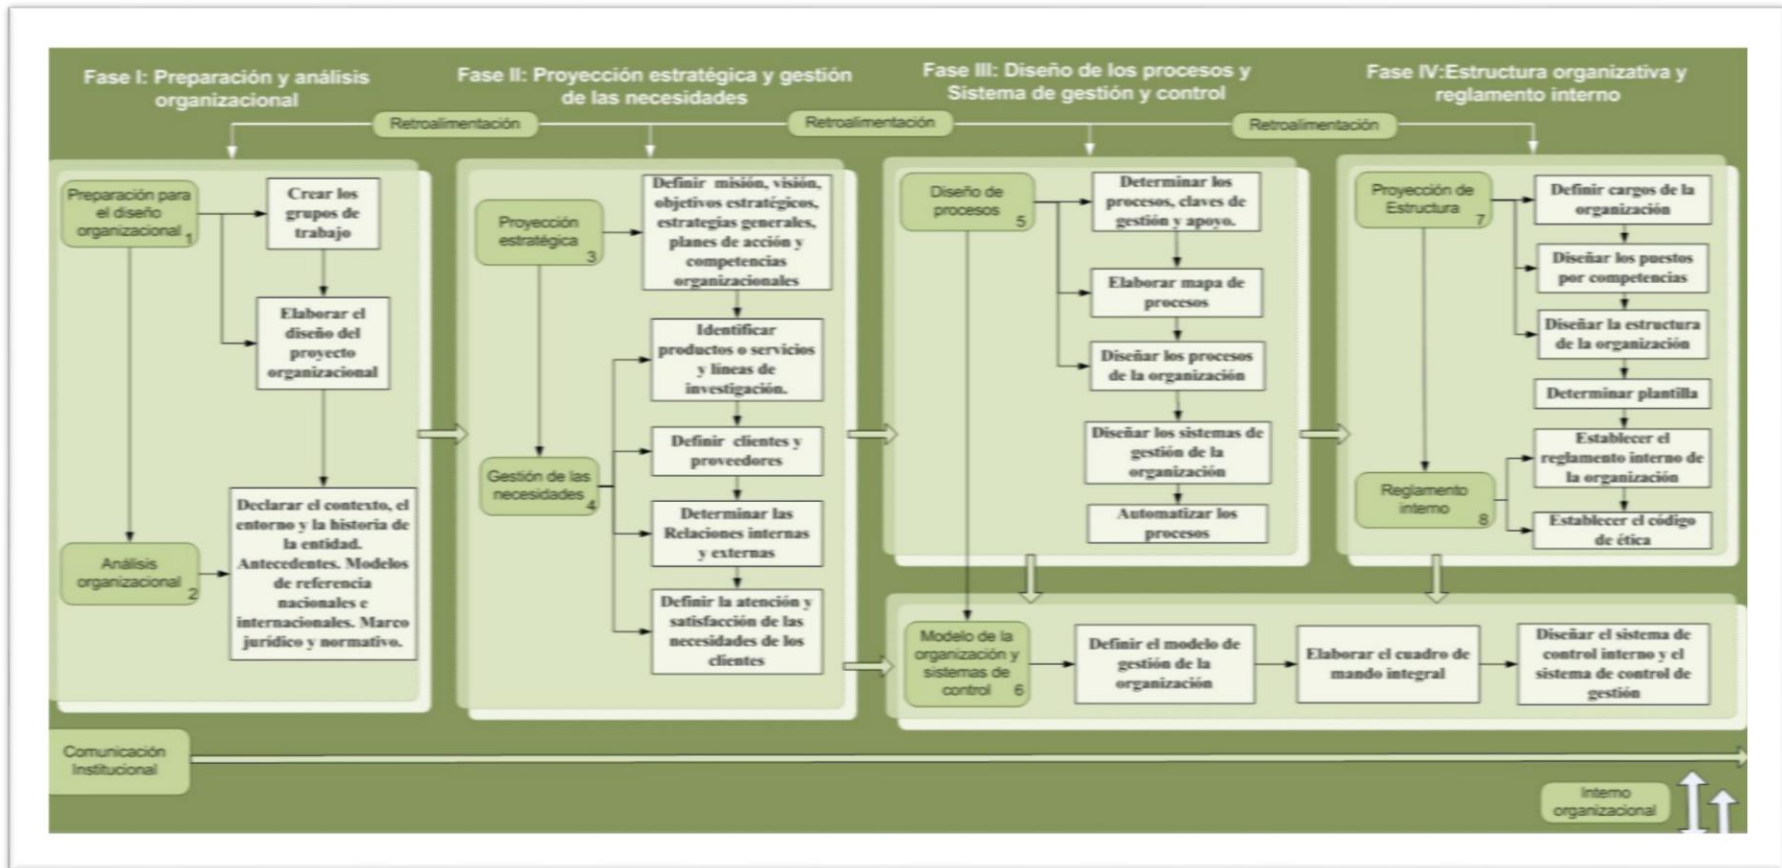 Fase I: Preparación y análisis
organizacional
Fase II: Proyección estratégica y gestión
de las necesidades
Fase III: Diseño de los procesos y
Sistema de gestión y control
Fase IV:Estructura organizativa y
reglamento interno
Retroalimentación
Retroalimentación
Retroalimentación
Preparación para
el diseño
organizacional
1
Crear los
grupos de
trabajo
Elaborar el
diseño del
proyecto
organizacional
Análisis
organizacional
2
Declarar el contexto, el
entorno y la historia de
la entidad.
Antecedentes. Modelos
de referencia
nacionales e
internacionales. Marco
jurídico y normativo.
Proyección
estratégica
3
Definir misión, visión,
objetivos estratégicos,
estrategias generales,
planes de acción y
competencias
organizacionales
Identificar
productos o servicios
y líneas de
investigación.
Definir clientes y
proveedores
Gestión de las
necesidades
4
Determinar las
Relaciones internas
y externas
Definir la atención y
satisfacción de las
necesidades de los
clientes
Diseño de
procesos
5
Determinar los
procesos, claves de
gestión y apoyo.
Elaborar mapa de
procesos
Diseñar los procesos
de la organización
Diseñar los sistemas de
gestión de la
organización
Automatizar los
procesos
Proyección de
Estructura
7
Definir cargos de la
organización
Diseñar los puestos
por competencias
Diseñar la estructura
de la organización
Determinar plantilla
Establecer el
reglamento interno de
la organización
Reglamento
interno
8
Establecer el código
de ética
Modelo de la
organización y
sistemas de
control
6
Definir el modelo de
gestión de la
organización
Elaborar el cuadro de
mando integral
Diseñar el sistema de
control interno y el
sistema de control de
gestión
Comunicación
Institucional
Interno
organizacional